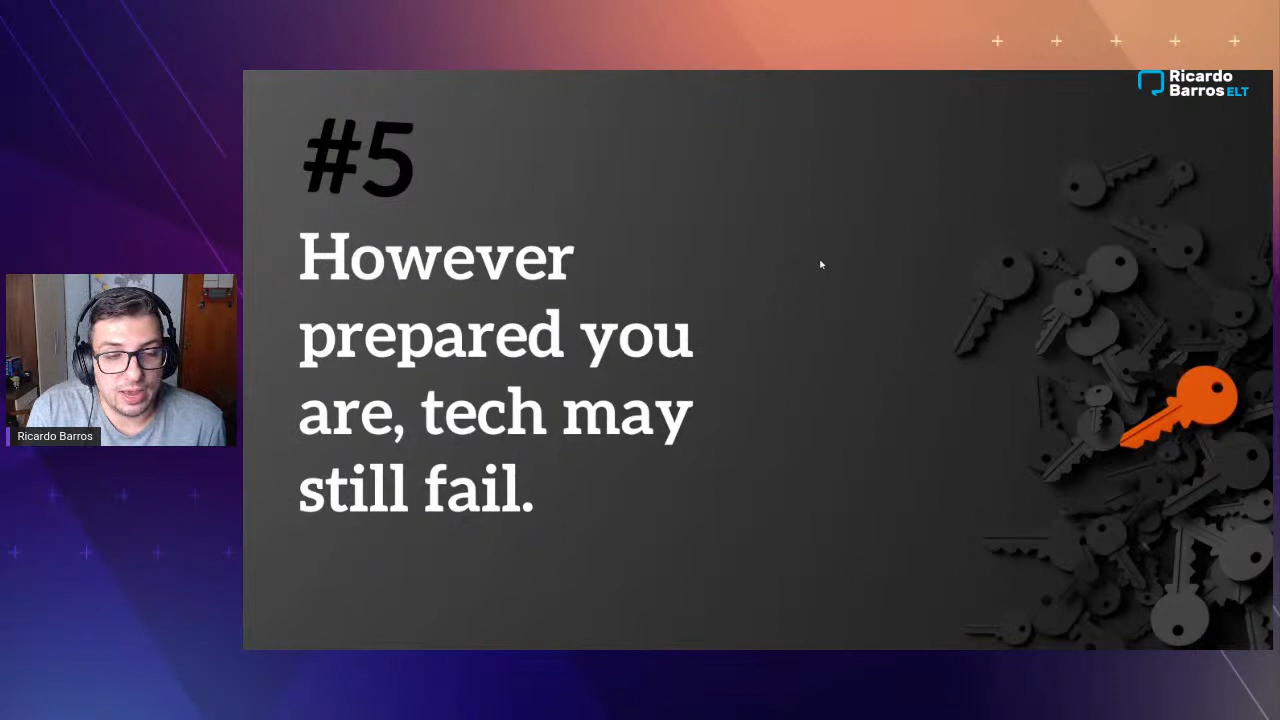 Ricardo
Barros ELT
#5
However
prepared you
are, tech may
still fail.
Ricardo Barros